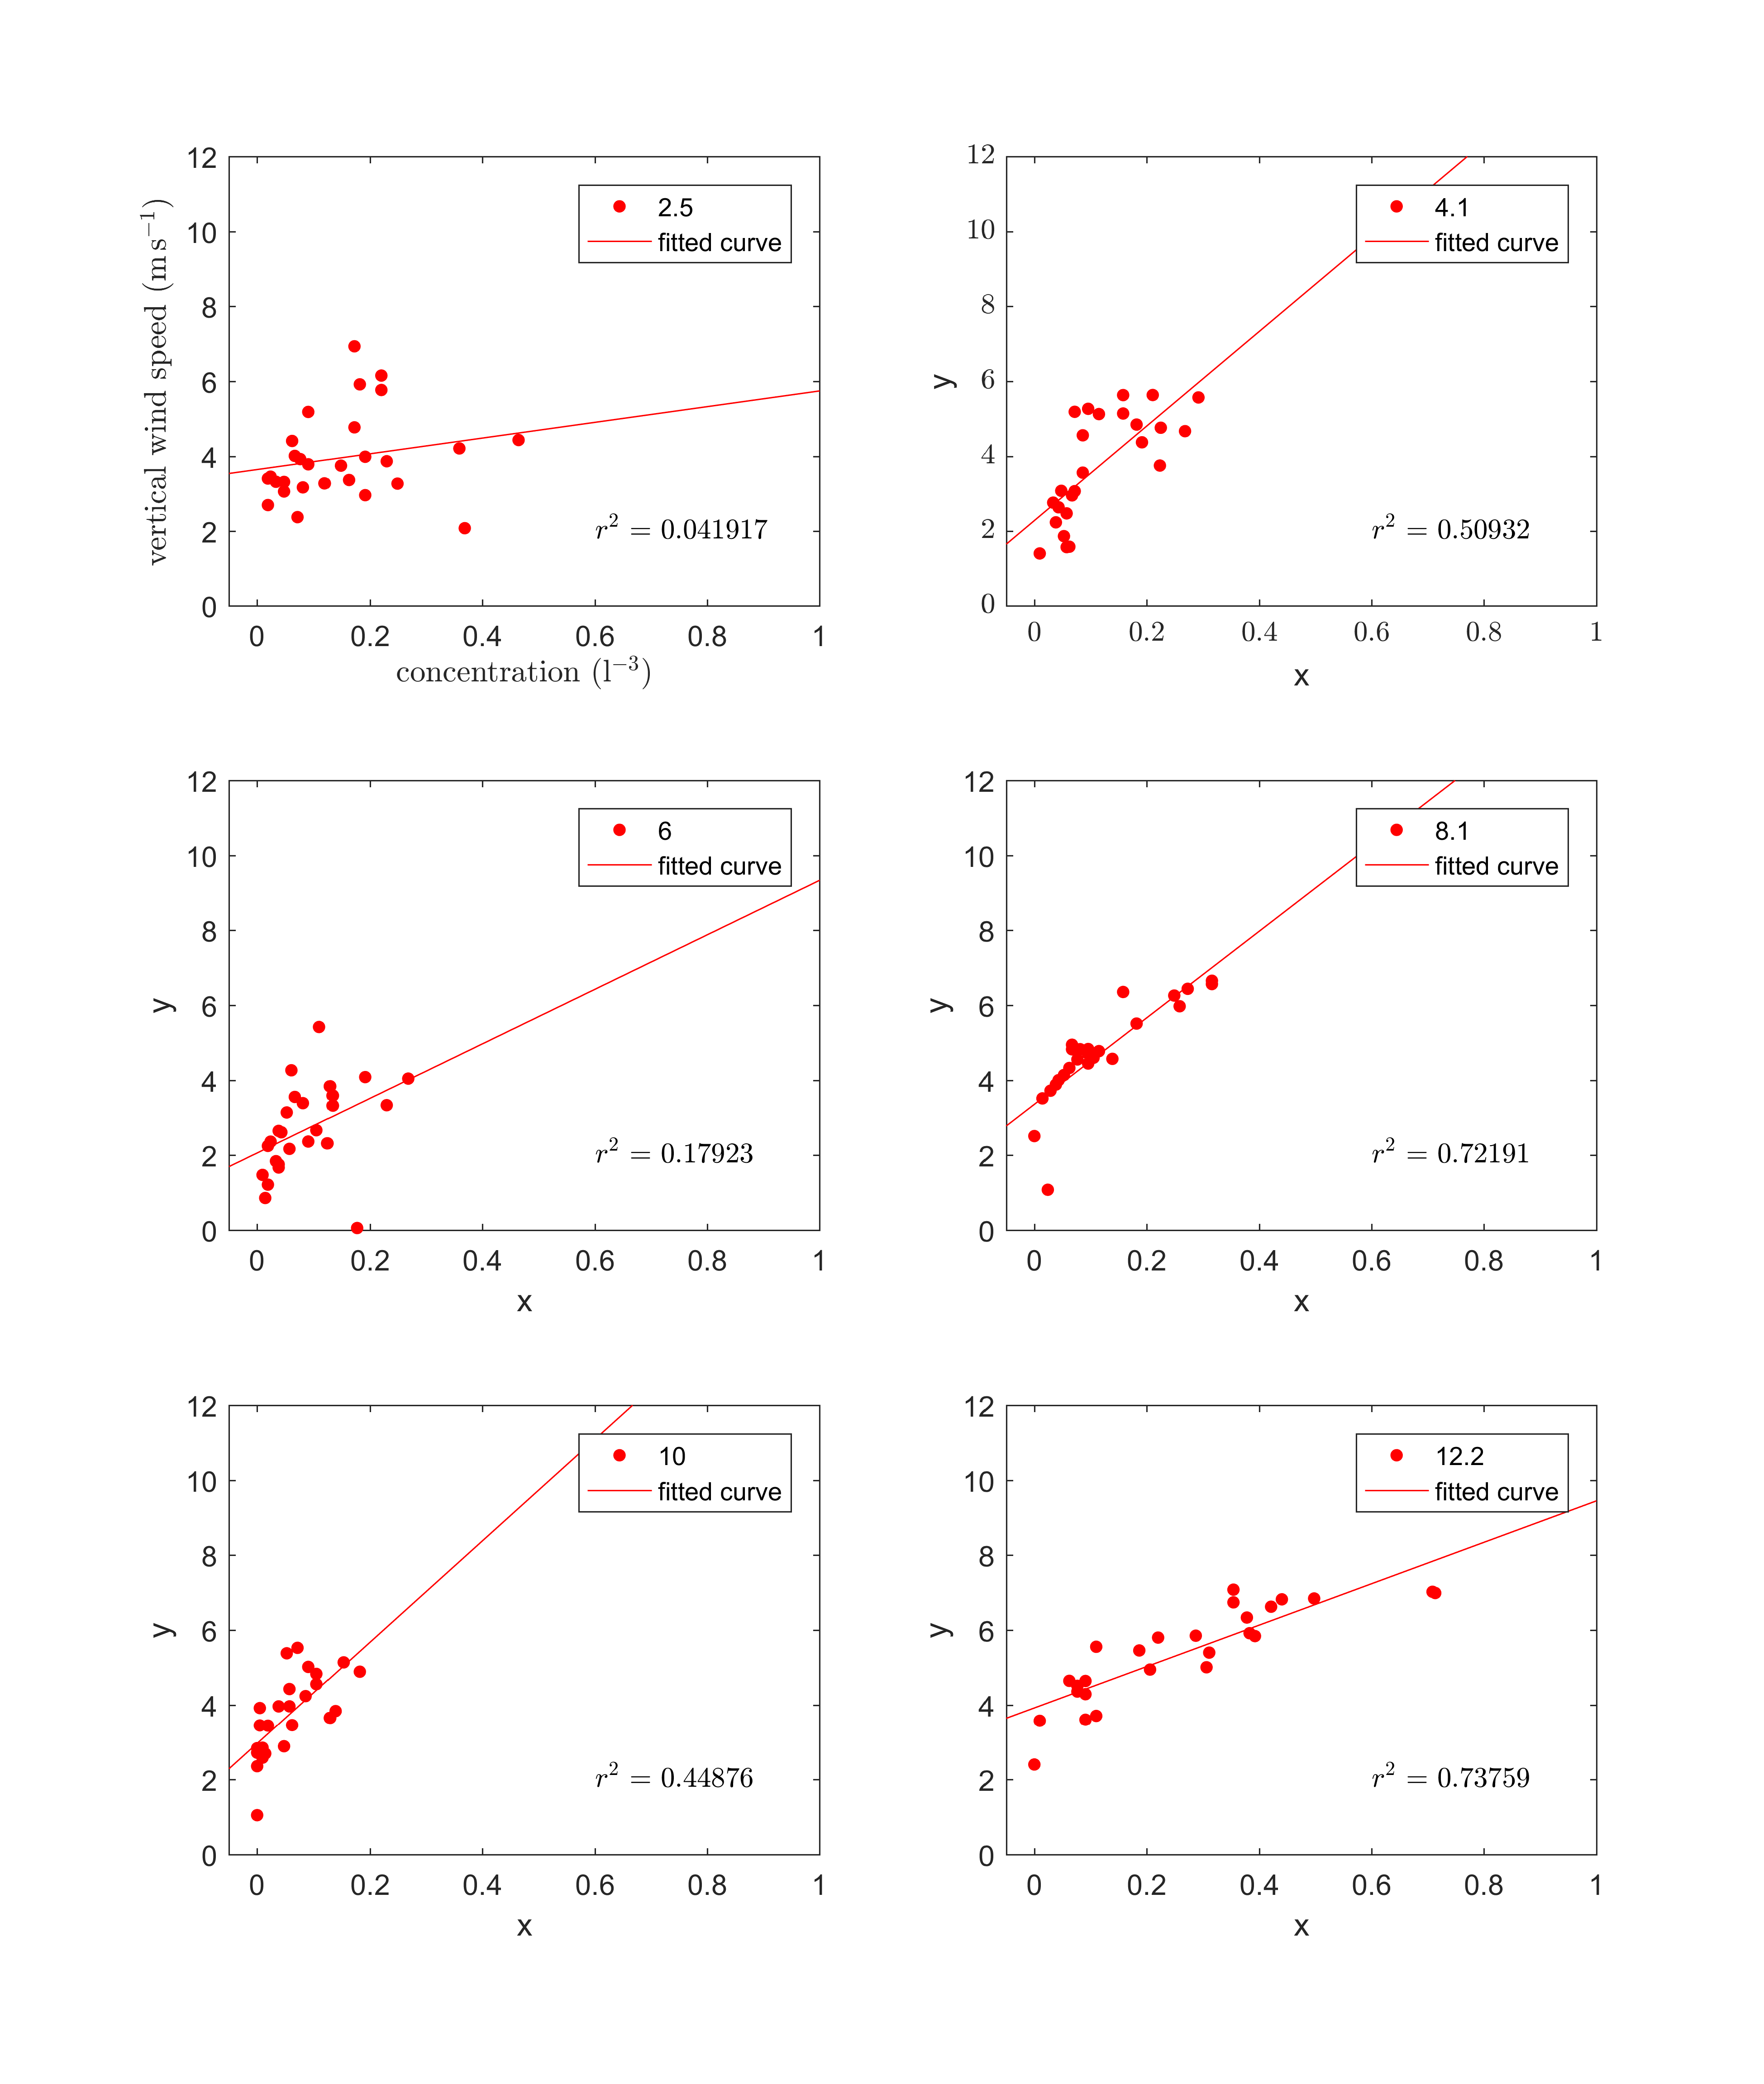 12
10
8
6
4
2
0
vertical wind speed (m s⁻¹)
2.5
fitted curve
r² = 0.041917
0 0.2 0.4 0.6 0.8 1
concentration (l⁻³)
12
10
8
6
4
2
0
y
4.1
fitted curve
r² = 0.50932
0 0.2 0.4 0.6 0.8 1
x
12
10
8
6
4
2
0
y
6
fitted curve
r² = 0.17923
0 0.2 0.4 0.6 0.8 1
x
12
10
8
6
4
2
0
y
8.1
fitted curve
r² = 0.72191
0 0.2 0.4 0.6 0.8 1
x
12
10
8
6
4
2
0
y
10
fitted curve
r² = 0.44876
0 0.2 0.4 0.6 0.8 1
x
12
10
8
6
4
2
0
y
12.2
fitted curve
r² = 0.73759
0 0.2 0.4 0.6 0.8 1
x